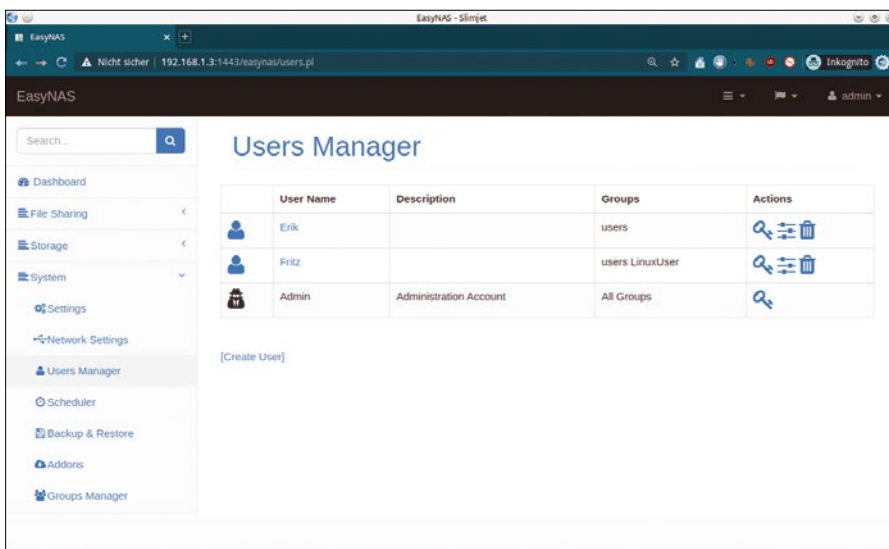 EasyNAS - Slimjet
EasyNAS
Nicht sicher 192.168.1.3:1443/easynas/users.pl Inkognito
EasyNAS admin
Search...
Dashboard
File Sharing
Storage
System
Settings
Network Settings
Users Manager
Scheduler
Backup & Restore
Addons
Groups Manager
Users Manager
User Name Description Groups Actions
Erik users
Fritz users LinuxUser
Admin Administration Account All Groups
[Create User]